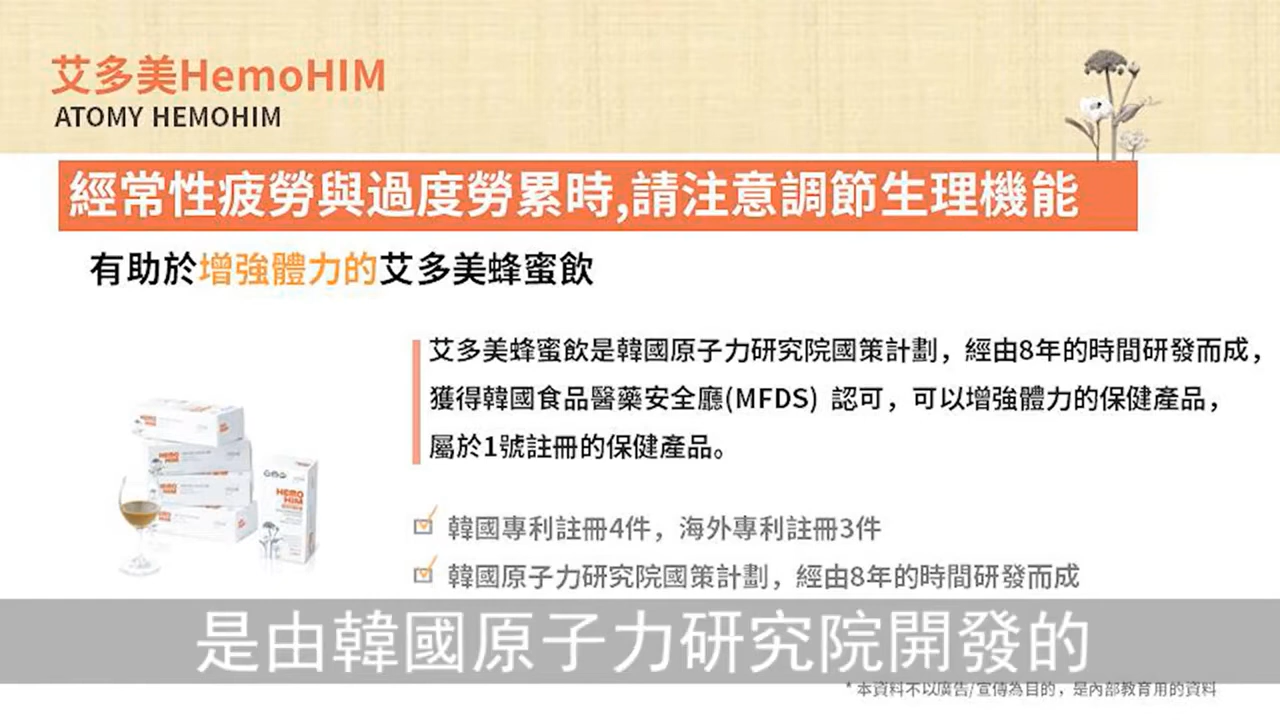 艾多美HemoHIM
ATOMY HEMOHIM
經常性疲勞與過度勞累時,請注意調節生理機能
有助於增強體力的艾多美蜂蜜飲
艾多美蜂蜜飲是韓國原子力研究院國策計劃，經由8年的時間研發而成，
獲得韓國食品醫藥安全廳(MFDS) 認可，可以增強體力的保健產品，
屬於1號註冊的保健產品。
HEMO
HIM
韓國專利註冊4件，海外專利註冊3件
韓國原子力研究院國策計劃，經由8年的時間研發而成
是由韓國原子力研究院開發的
* 本資料不以廣告/宣傳為目的，是內部教育用的資料